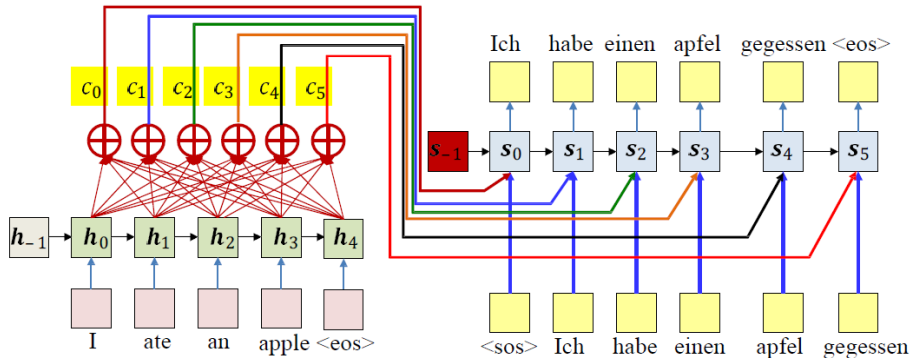 Ich habe einen apfel gegessen <eos>
c₀ c₁ c₂ c₃ c₄ c₅
s₋₁ s₀ s₁ s₂ s₃ s₄ s₅
h₋₁ h₀ h₁ h₂ h₃ h₄
I ate an apple <eos>
<sos> Ich habe einen apfel gegessen